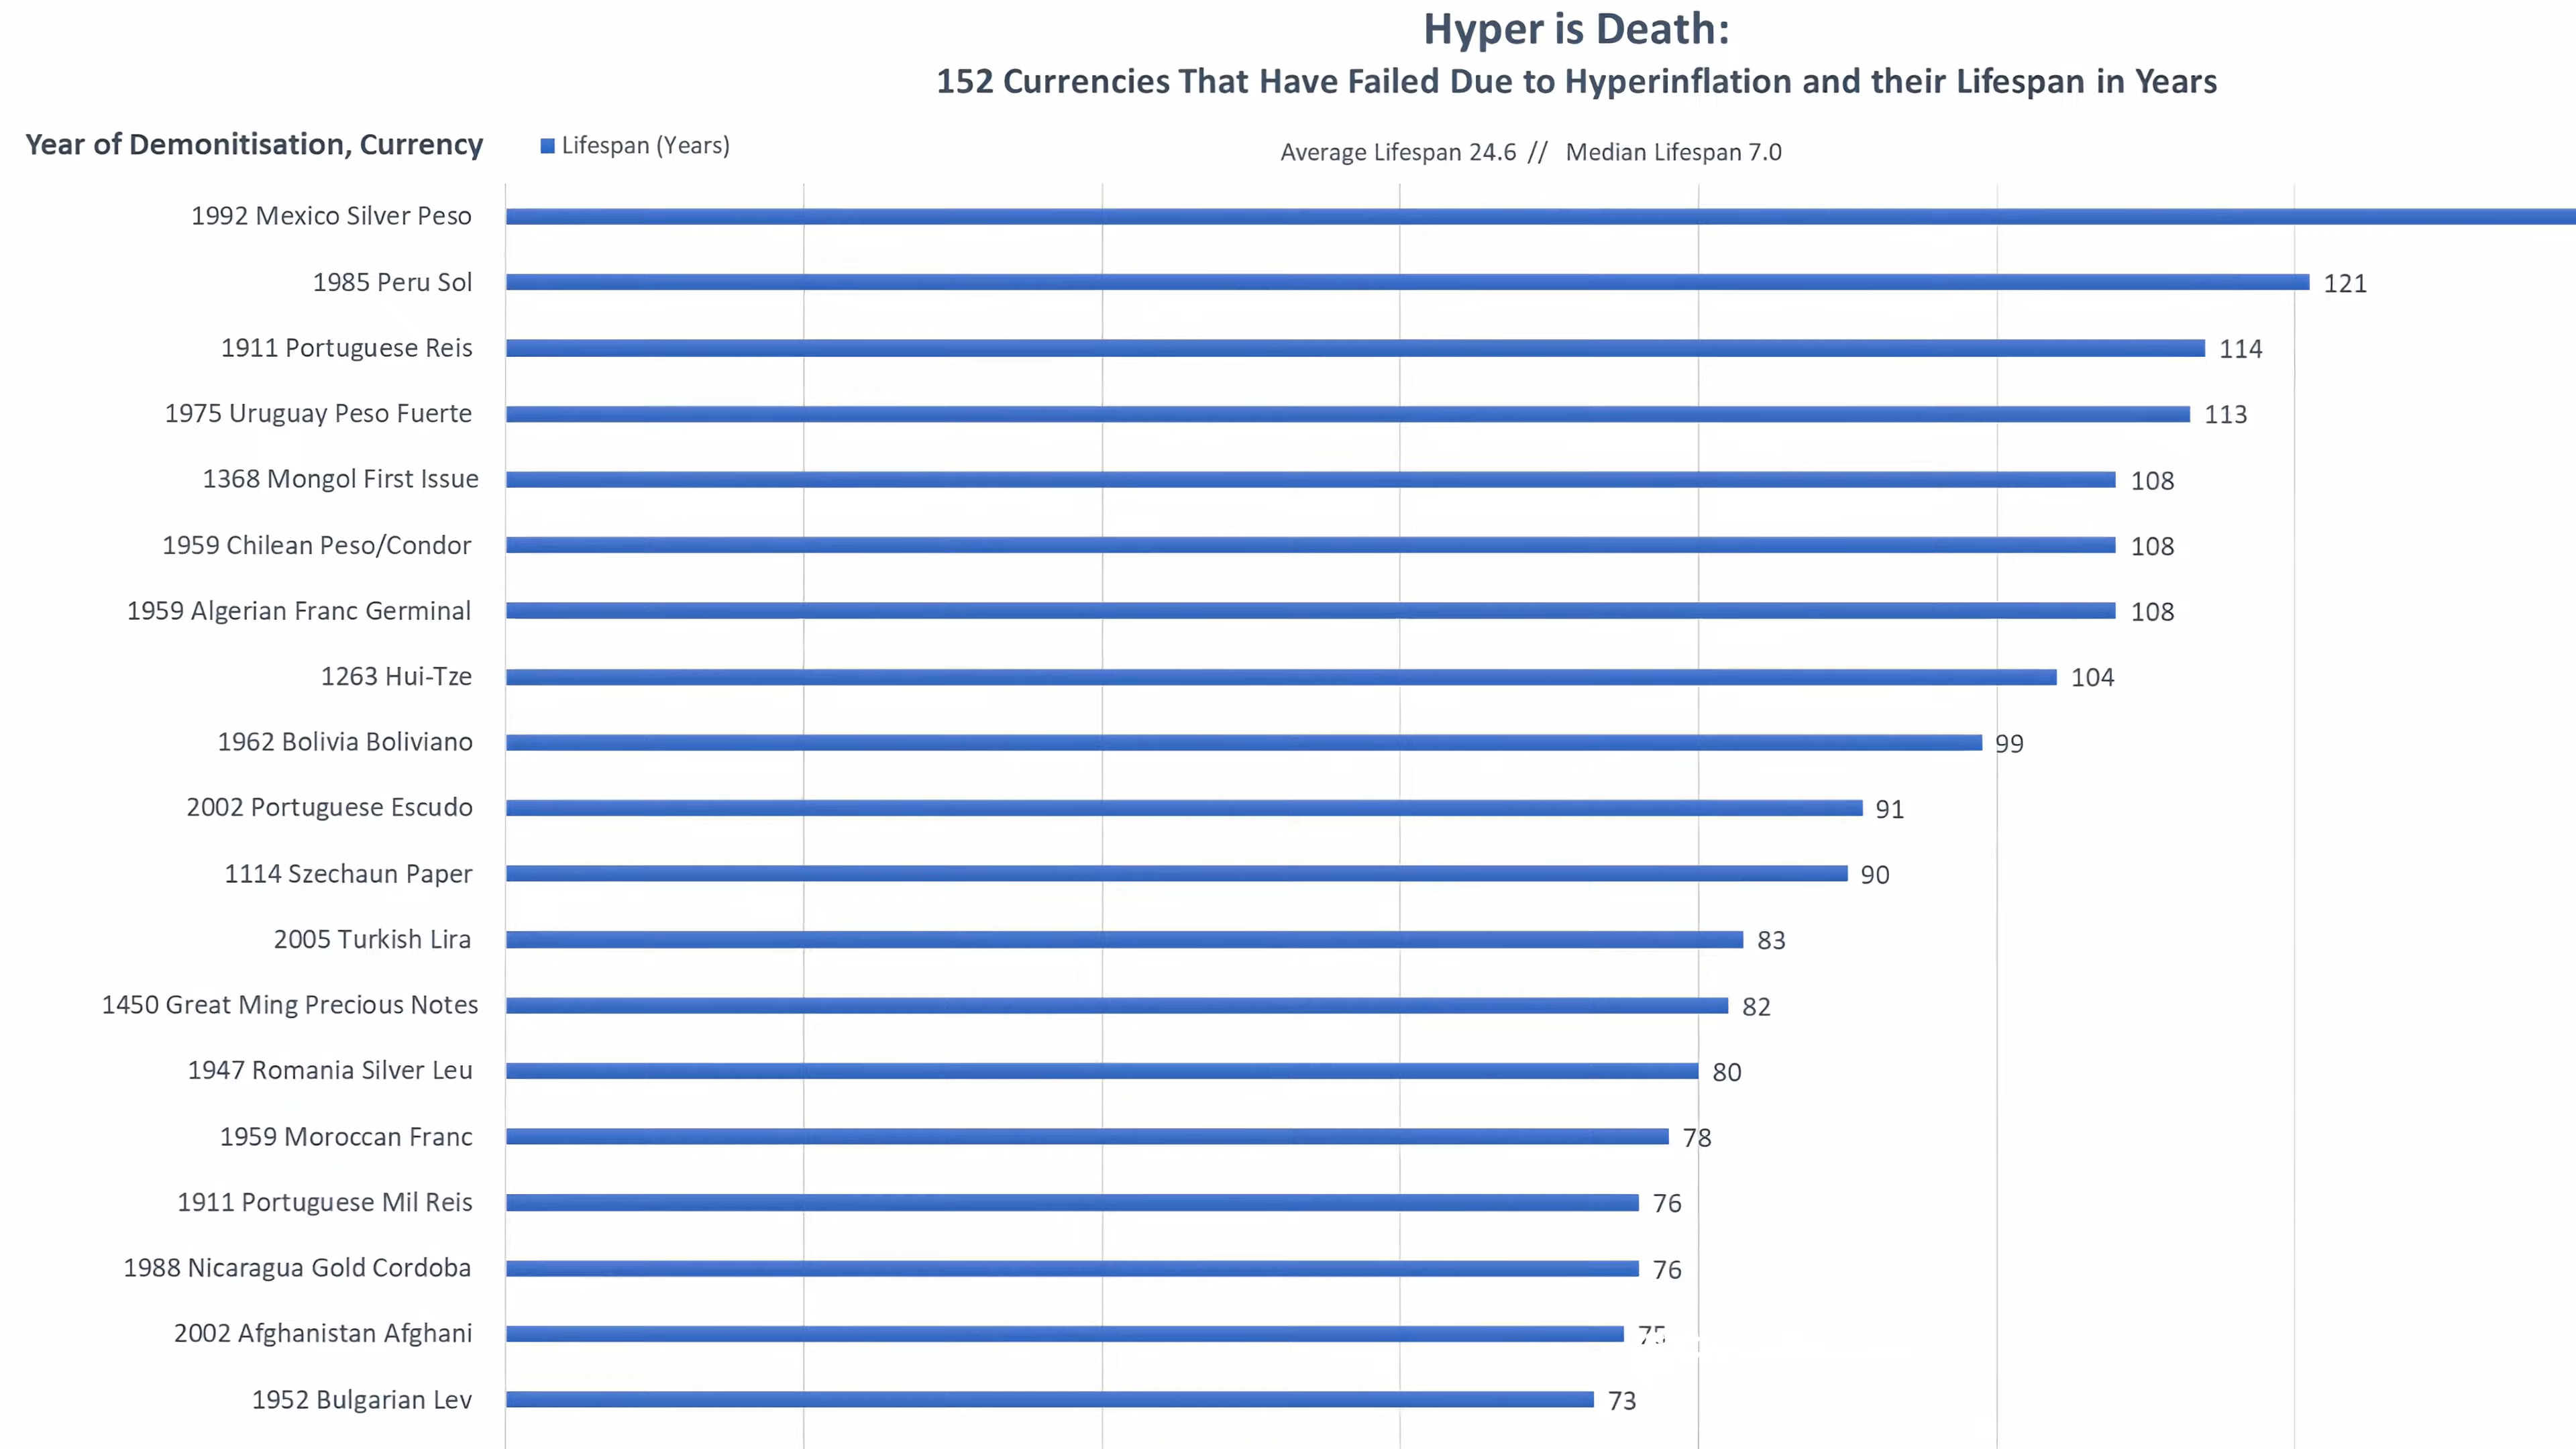 Hyper is Death:
152 Currencies That Have Failed Due to Hyperinflation and their Lifespan in Years
Year of Demonitisation, Currency
Lifespan (Years)
Average Lifespan 24.6 // Median Lifespan 7.0
1992 Mexico Silver Peso
1985 Peru Sol 121
1911 Portuguese Reis 114
1975 Uruguay Peso Fuerte 113
1368 Mongol First Issue 108
1959 Chilean Peso/Condor 108
1959 Algerian Franc Germinal 108
1263 Hui-Tze 104
1962 Bolivia Boliviano 99
2002 Portuguese Escudo 91
1114 Szechaun Paper 90
2005 Turkish Lira 83
1450 Great Ming Precious Notes 82
1947 Romania Silver Leu 80
1959 Moroccan Franc 78
1911 Portuguese Mil Reis 76
1988 Nicaragua Gold Cordoba 76
2002 Afghanistan Afghani 75
1952 Bulgarian Lev 73